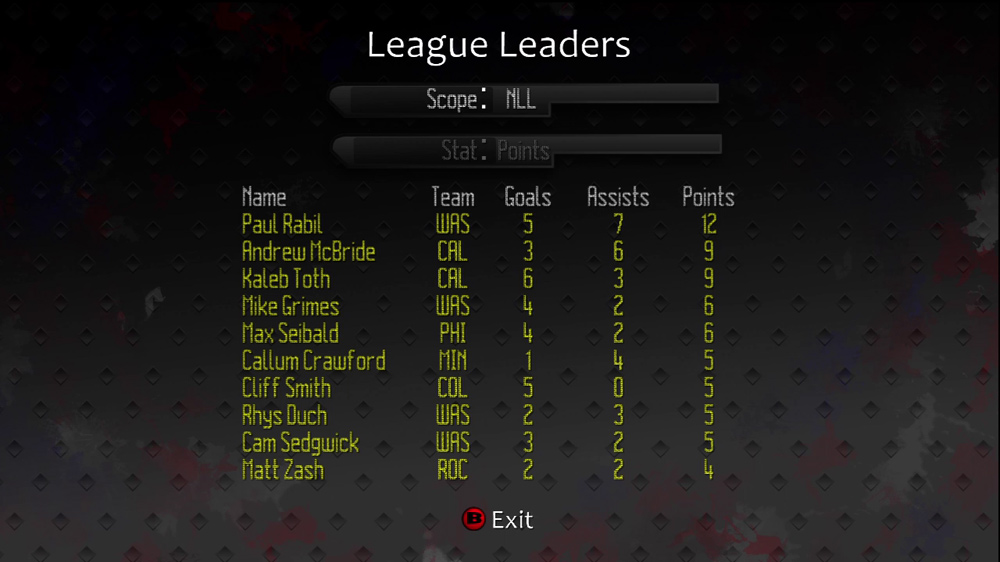 League Leaders
Scope: NLL
Stat: Points
Name Team Goals Assists Points
Paul Rabil WAS 5 7 12
Andrew McBride CAL 3 6 9
Kaleb Toth CAL 6 3 9
Mike Grimes WAS 4 2 6
Max Seibald PHI 4 2 6
Callum Crawford MIN 1 4 5
Cliff Smith COL 5 0 5
Rhys Duch WAS 2 3 5
Cam Sedgwick WAS 3 2 5
Matt Zash ROC 2 2 4
B Exit